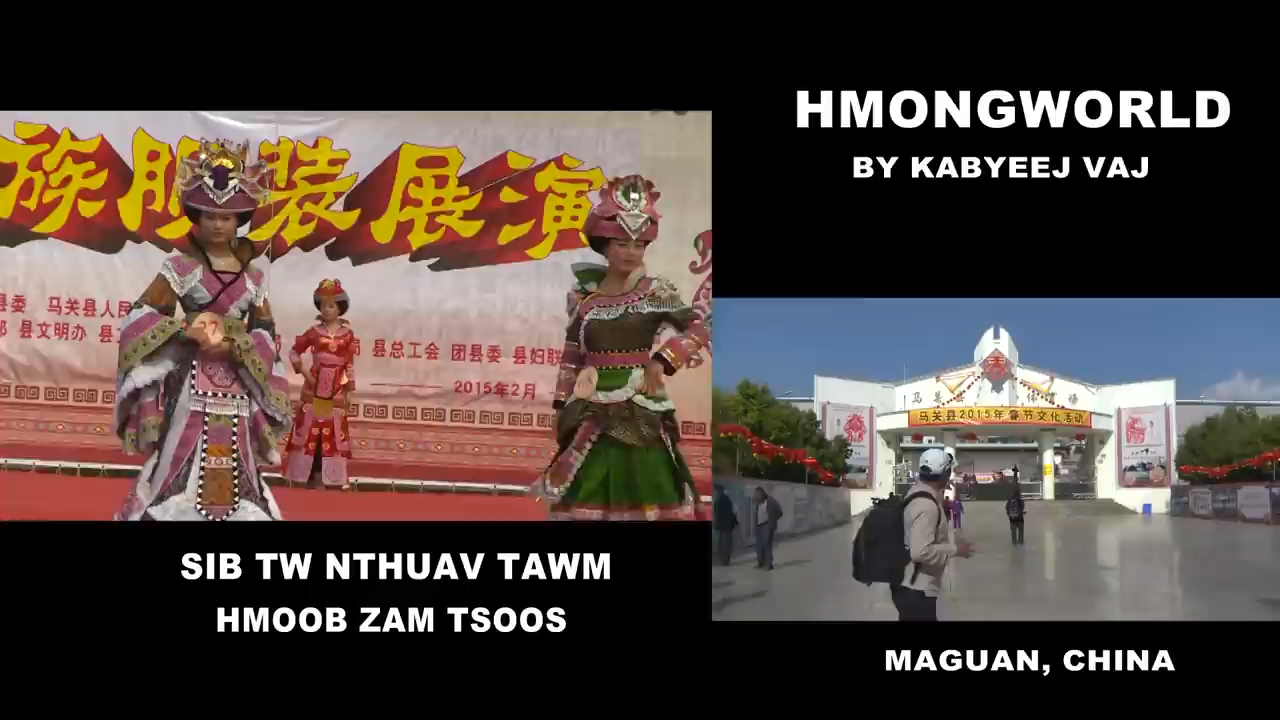 HMONGWORLD
BY KABYEEJ VAJ
族服装展演
县委 马关县人民
县文明办 县
局 县总工会 团县委 县妇联
2015年2月
27
马关县2015年春节文化活动
SIB TW NTHUAV TAWM
HMOOB ZAM TSOOS
MAGUAN, CHINA